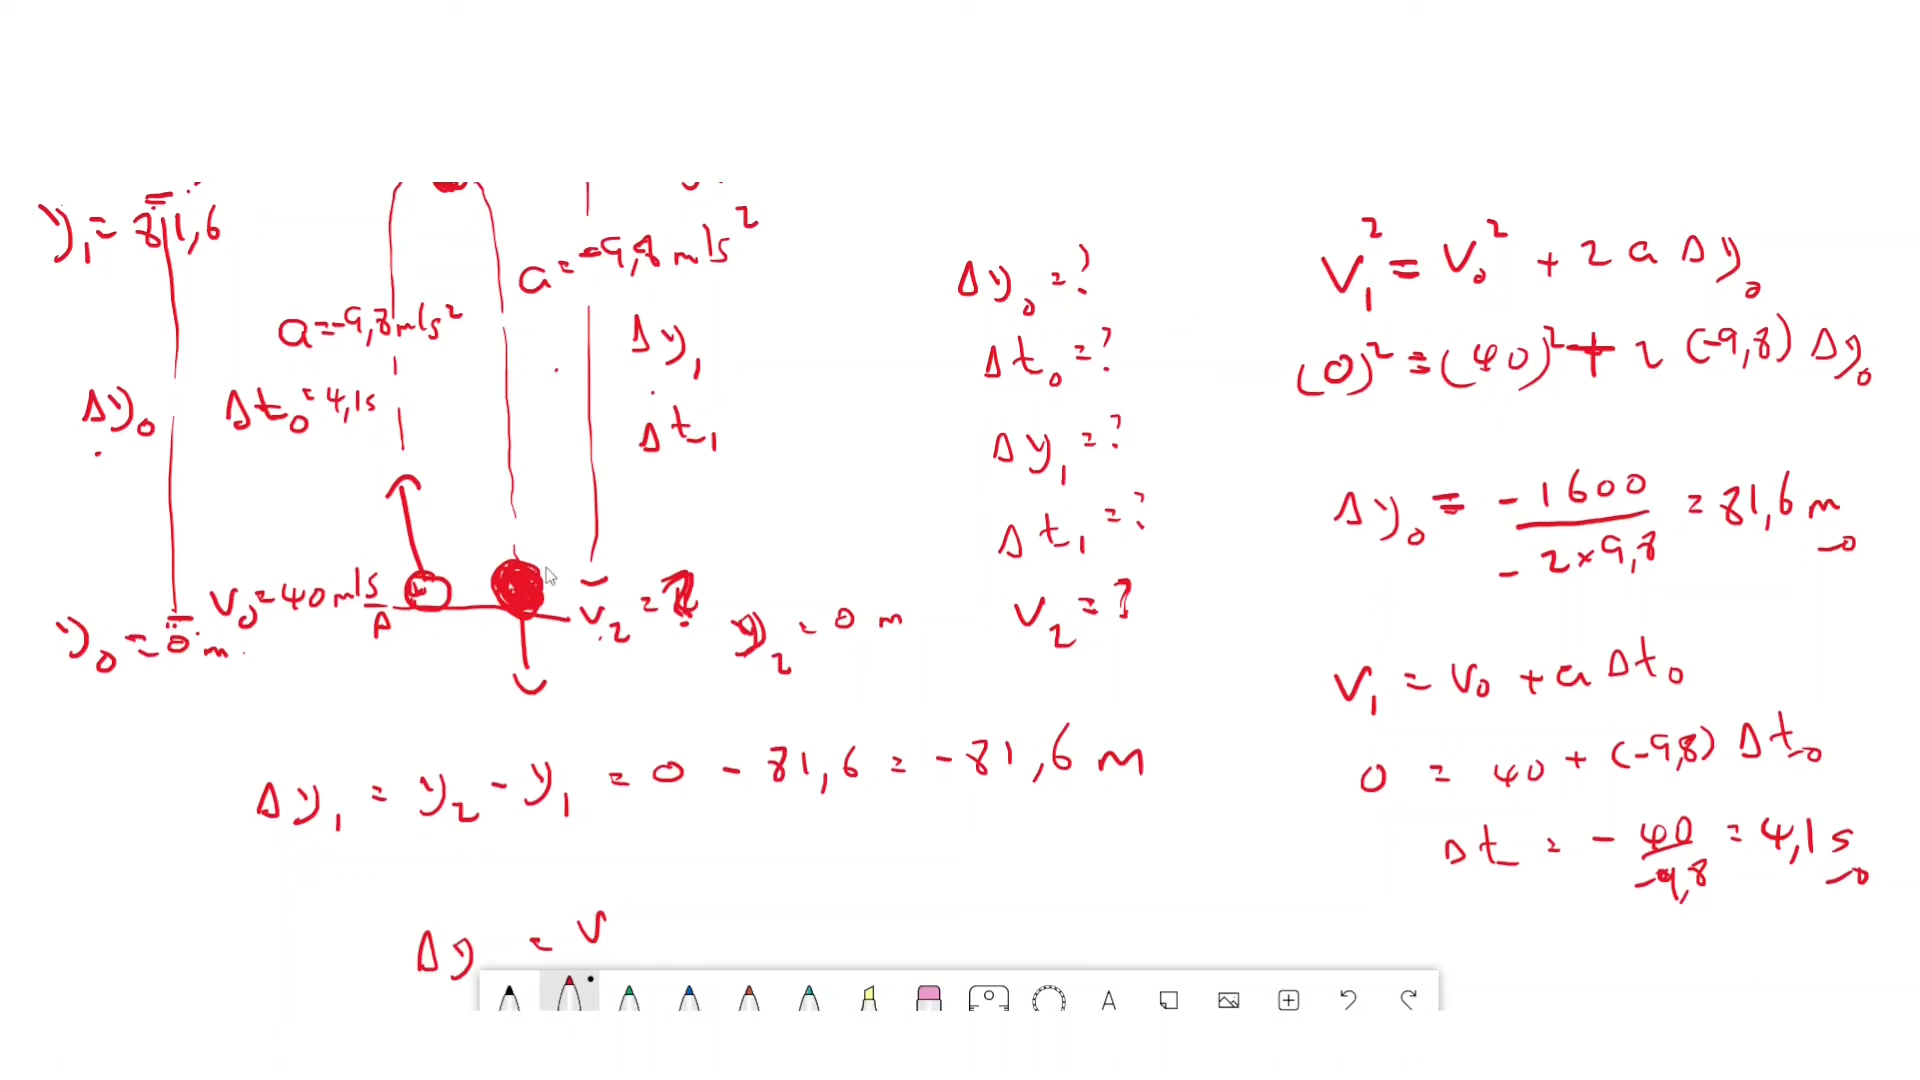 y₁ = 81,6
a = -9,8 m/s²
a = -9,8 m/s²
Δy₁
Δy₀
Δt₀ = 4,1s
Δt₁
V₀ = 40 m/s
A
V₂ = ?
y₀ = 0 m
y₂ = 0 m
Δy₀ = ?
Δt₀ = ?
Δy₁ = ?
Δt₁ = ?
V₂ = ?
Δy₁ = y₂ - y₁ = 0 - 81,6 = -81,6 m
Δy = V
V₁² = V₀² + 2 a Δy₀
(0)² = (40)² + 2 (-9,8) Δy₀
Δy₀ = -1600 / -2×9,8 = 81,6 m
V₁ = V₀ + a Δt₀
0 = 40 + (-9,8) Δt₀
Δt = - 40 / -9,8 = 4,1 s